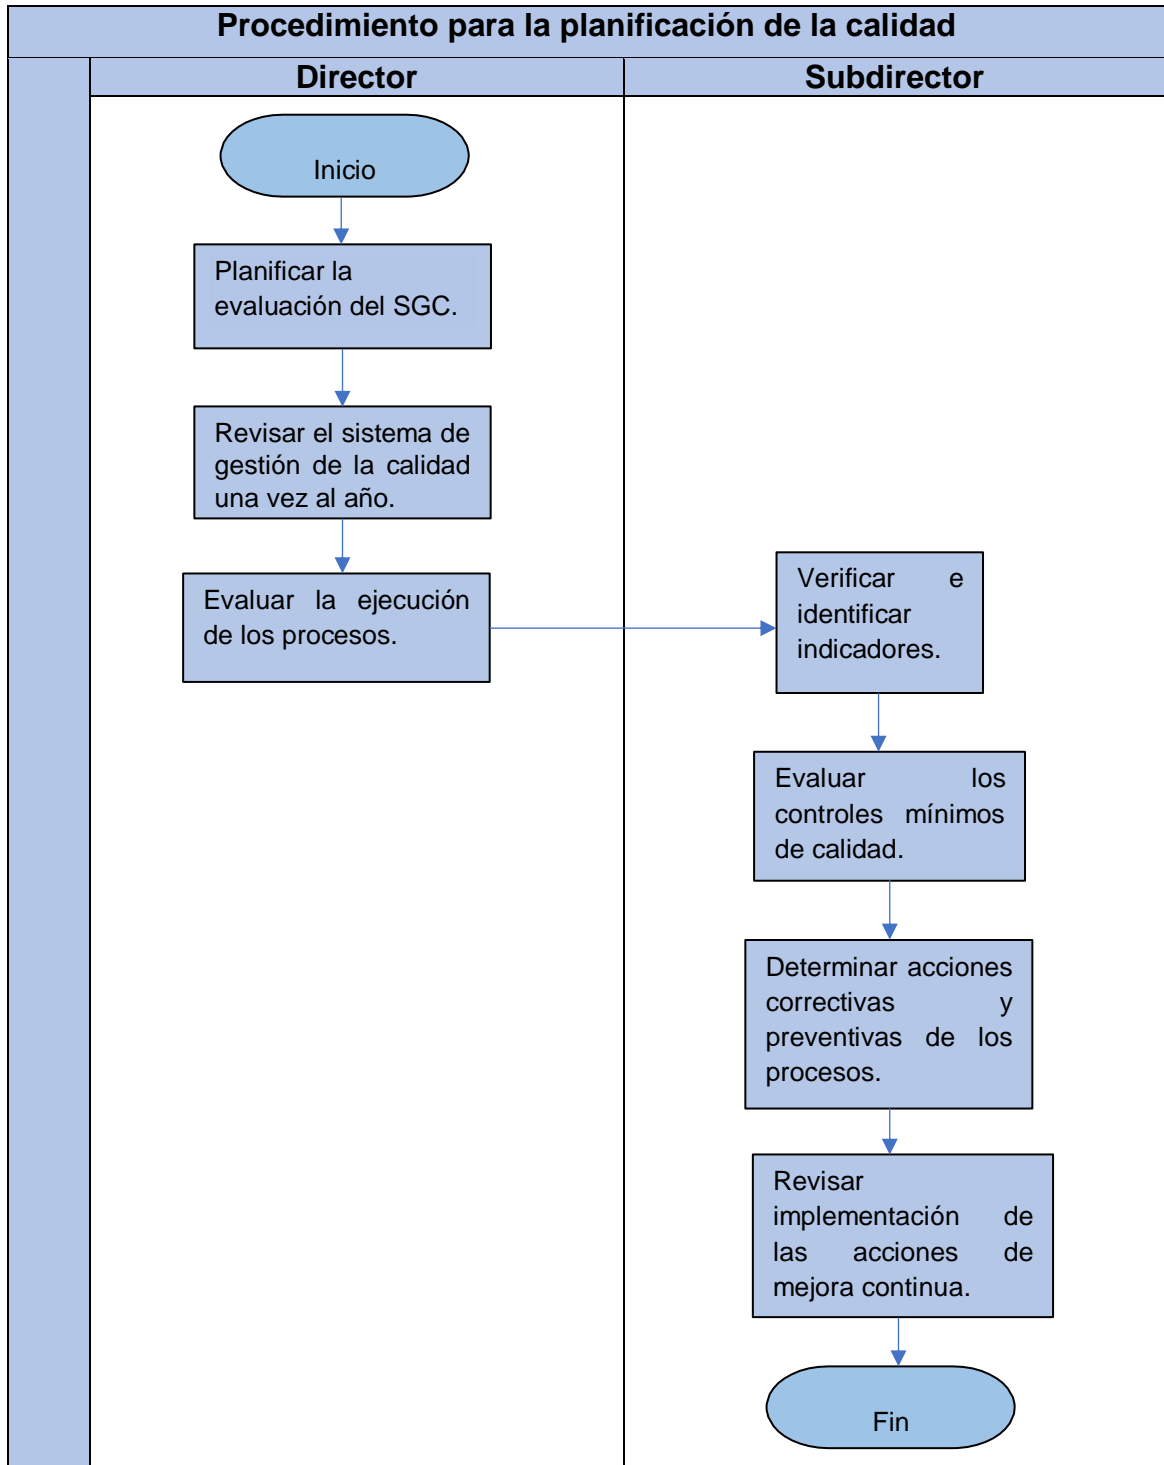 Procedimiento para la planificación de la calidad
Director
Subdirector
Inicio
Planificar la
evaluación del SGC.
Revisar el sistema de
gestión de la calidad
una vez al año.
Evaluar la ejecución
de los procesos.
Verificar e
identificar
indicadores.
Evaluar los
controles mínimos
de calidad.
Determinar acciones
correctivas y
preventivas de los
procesos.
Revisar
implementación de
las acciones de
mejora continua.
Fin